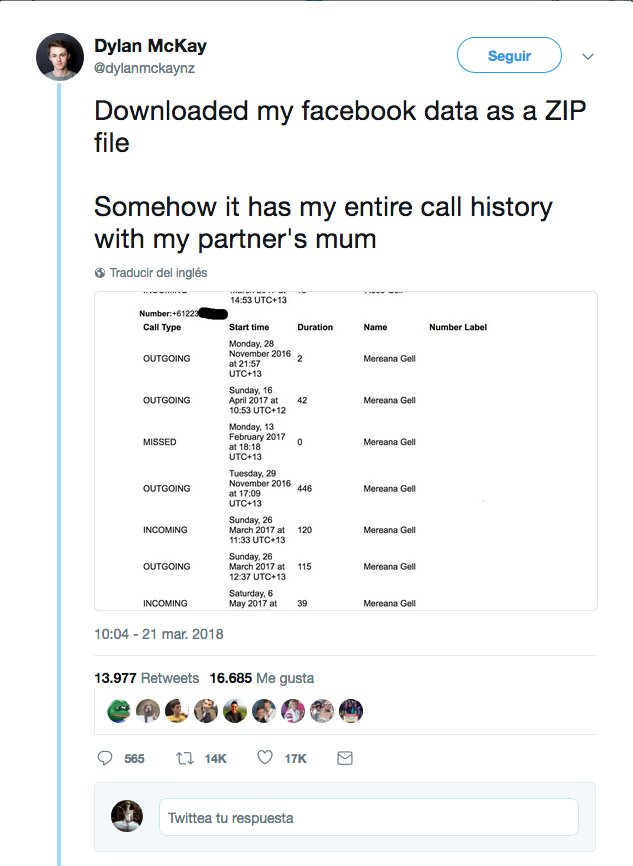 Dylan McKay
@dylanmckaynz
Seguir
Downloaded my facebook data as a ZIP
file
Somehow it has my entire call history
with my partner's mum
Traducir del inglés
14:53 UTC+13
Number:+61223
Call Type Start time Duration Name Number Label
Monday, 28
November 2016
OUTGOING at 21:57 2 Mereana Gell
UTC+13
Sunday, 16
OUTGOING April 2017 at 42 Mereana Gell
10:53 UTC+12
Monday, 13
February 2017
MISSED at 18:18 0 Mereana Gell
UTC+13
Tuesday, 29
November 2016
OUTGOING at 17:09 446 Mereana Gell
UTC+13
Sunday, 26
INCOMING March 2017 at 120 Mereana Gell
11:33 UTC+13
Sunday, 26
OUTGOING March 2017 at 115 Mereana Gell
12:37 UTC+13
Saturday, 6
INCOMING May 2017 at 39 Mereana Gell
10:04 - 21 mar. 2018
13.977 Retweets 16.685 Me gusta
565 14K 17K
Twittea tu respuesta